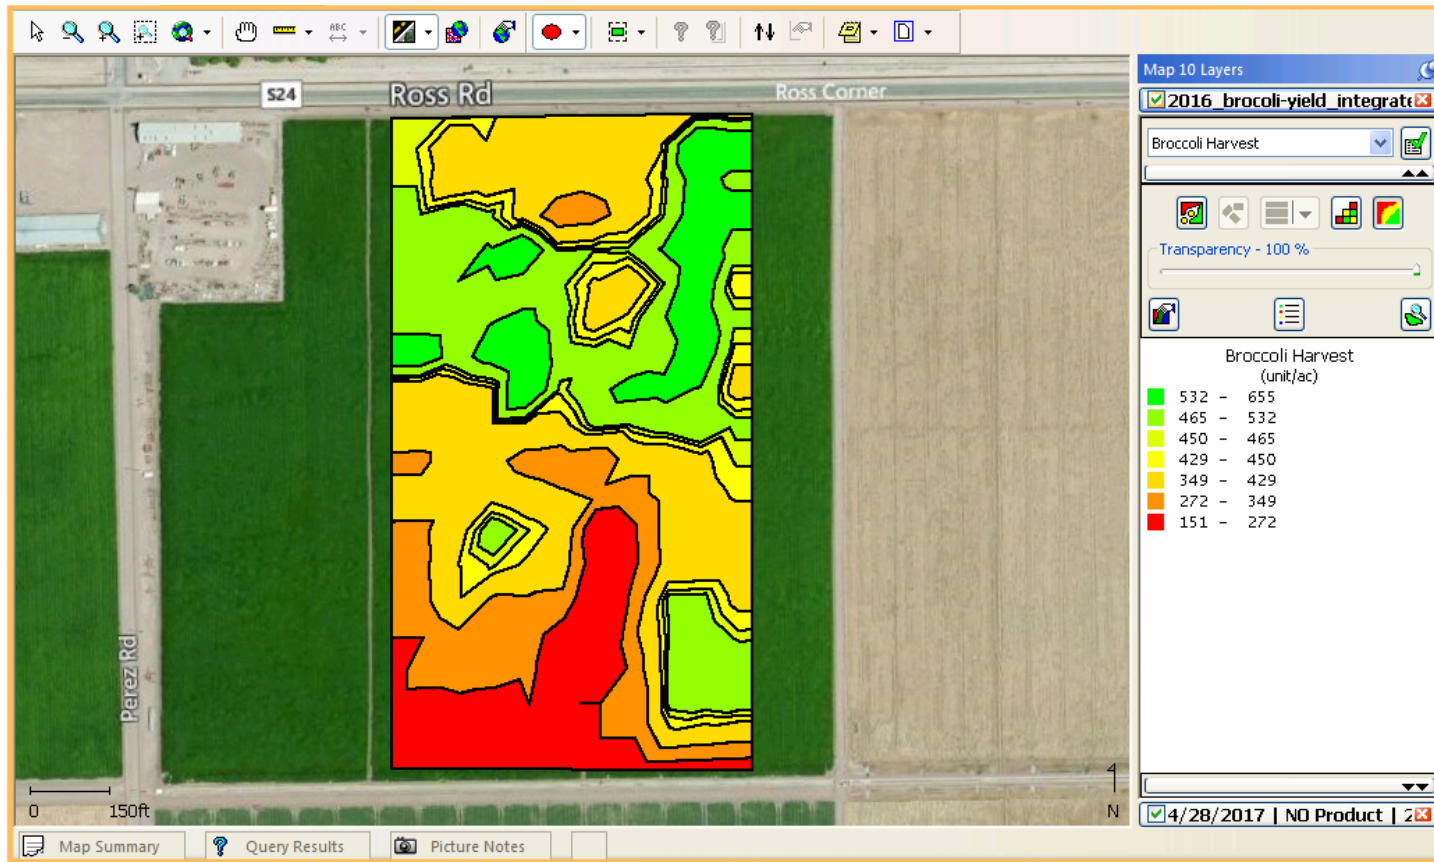 ABC
Map 10 Layers
2016_brocoli-yield_integrate
Broccoli Harvest
Transparency - 100 %
Broccoli Harvest
(unit/ac)
532 - 655
465 - 532
450 - 465
429 - 450
349 - 429
272 - 349
151 - 272
4/28/2017 | NO Product | 2
S24
Ross Rd
Ross Corner
Perez Rd
0 150ft
N
Map Summary
Query Results
Picture Notes